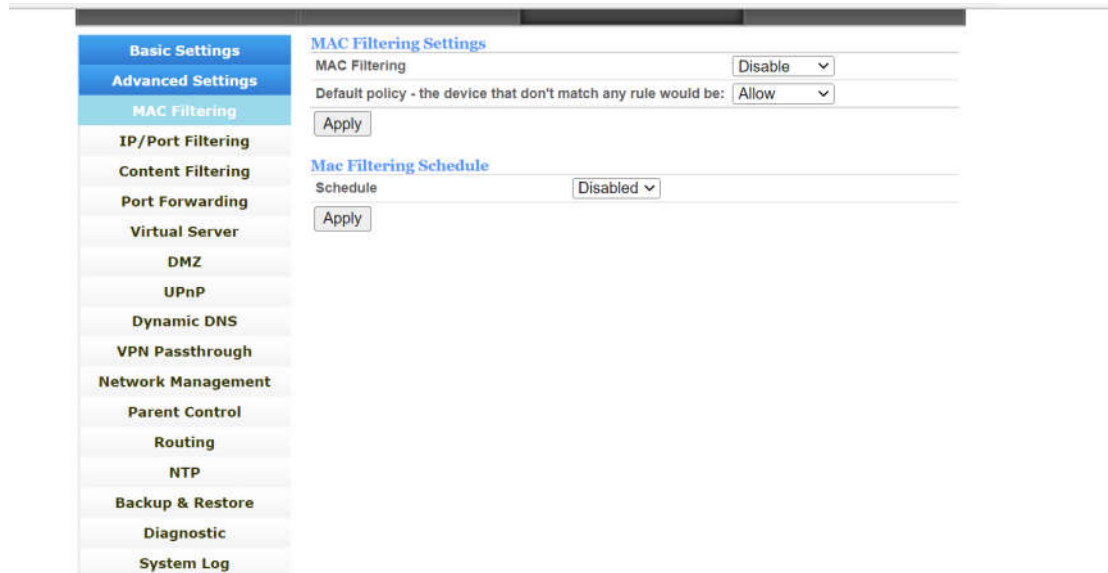 Basic Settings
Advanced Settings
MAC Filtering
IP/Port Filtering
Content Filtering
Port Forwarding
Virtual Server
DMZ
UPnP
Dynamic DNS
VPN Passthrough
Network Management
Parent Control
Routing
NTP
Backup & Restore
Diagnostic
System Log
MAC Filtering Settings
MAC Filtering Disable
Default policy - the device that don't match any rule would be: Allow
Apply
Mac Filtering Schedule
Schedule Disabled
Apply